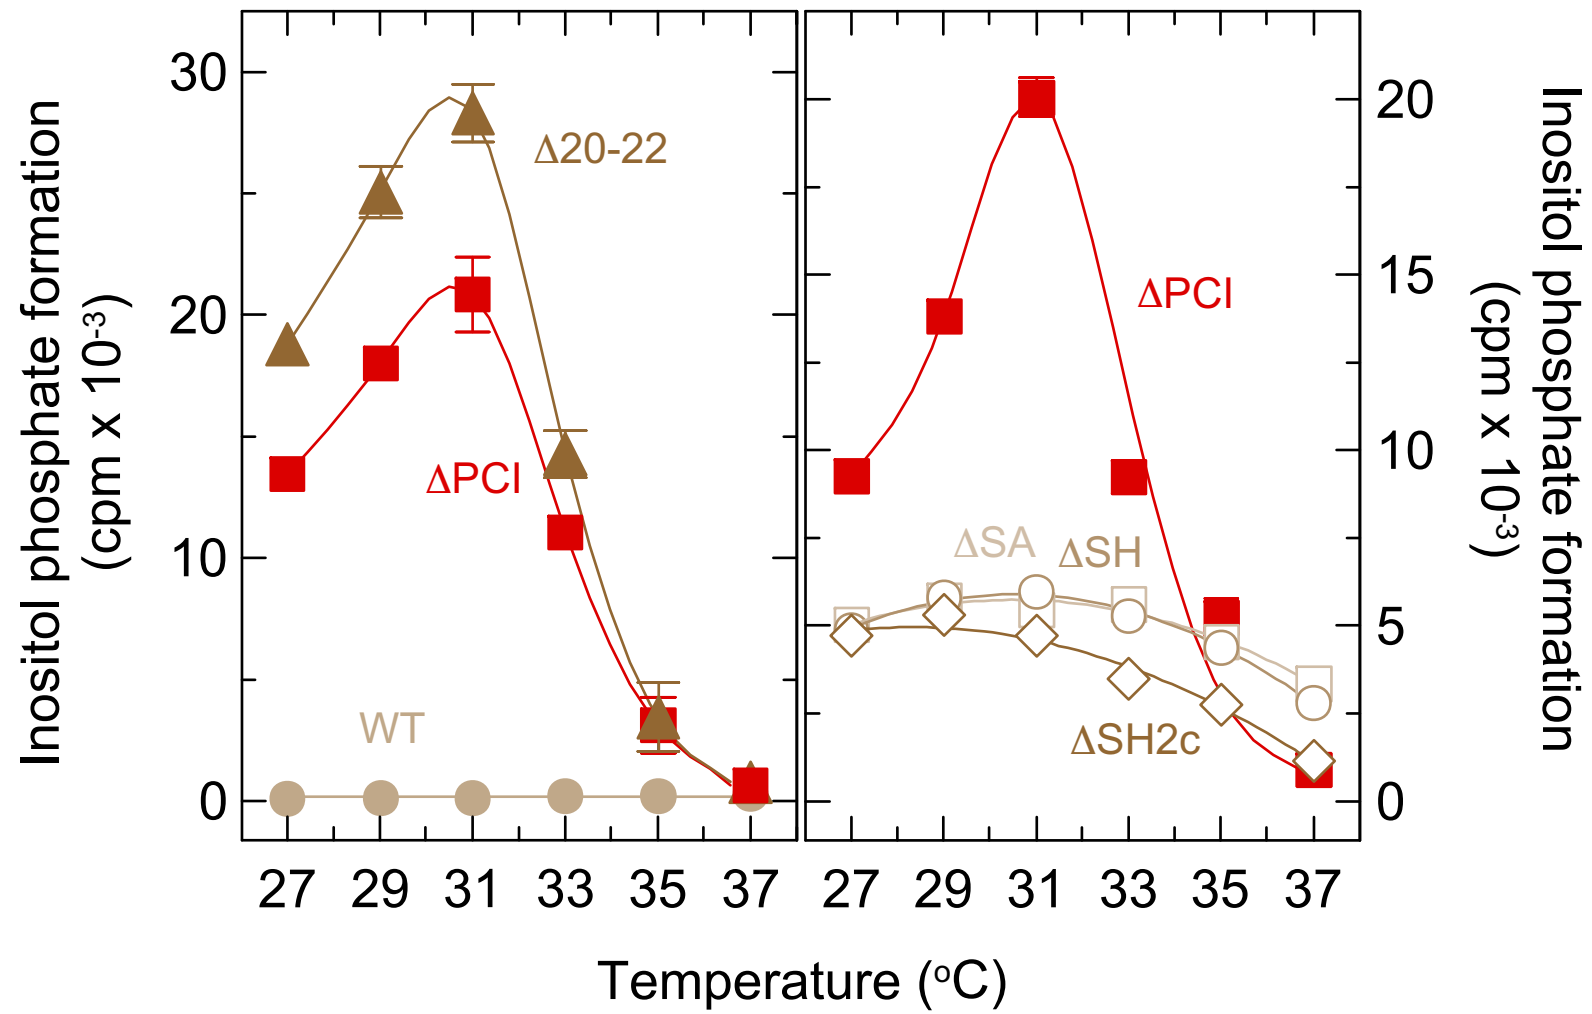 Inositol phosphate formation
(cpm x 10-3)
30
20
10
0
Δ20-22
ΔPCI
WT
27 29 31 33 35 37
ΔPCI
ΔSA
ΔSH
ΔSH2c
27 29 31 33 35 37
20
15
10
5
0
Inositol phosphate formation
(cpm x 10-3)
Temperature (oC)